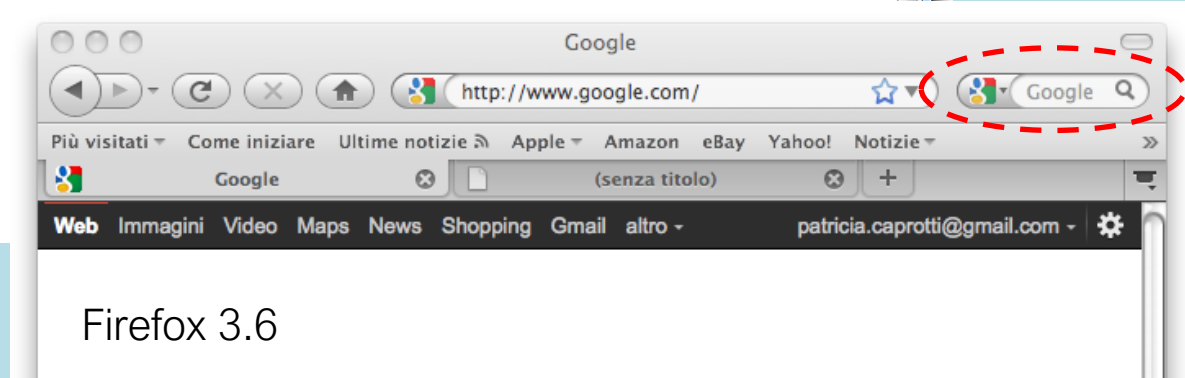 Google
http://www.google.com/ Google
Più visitati Come iniziare Ultime notizie Apple Amazon eBay Yahoo! Notizie »
Google (senza titolo) +
Web Immagini Video Maps News Shopping Gmail altro patricia.caprotti@gmail.com
Firefox 3.6